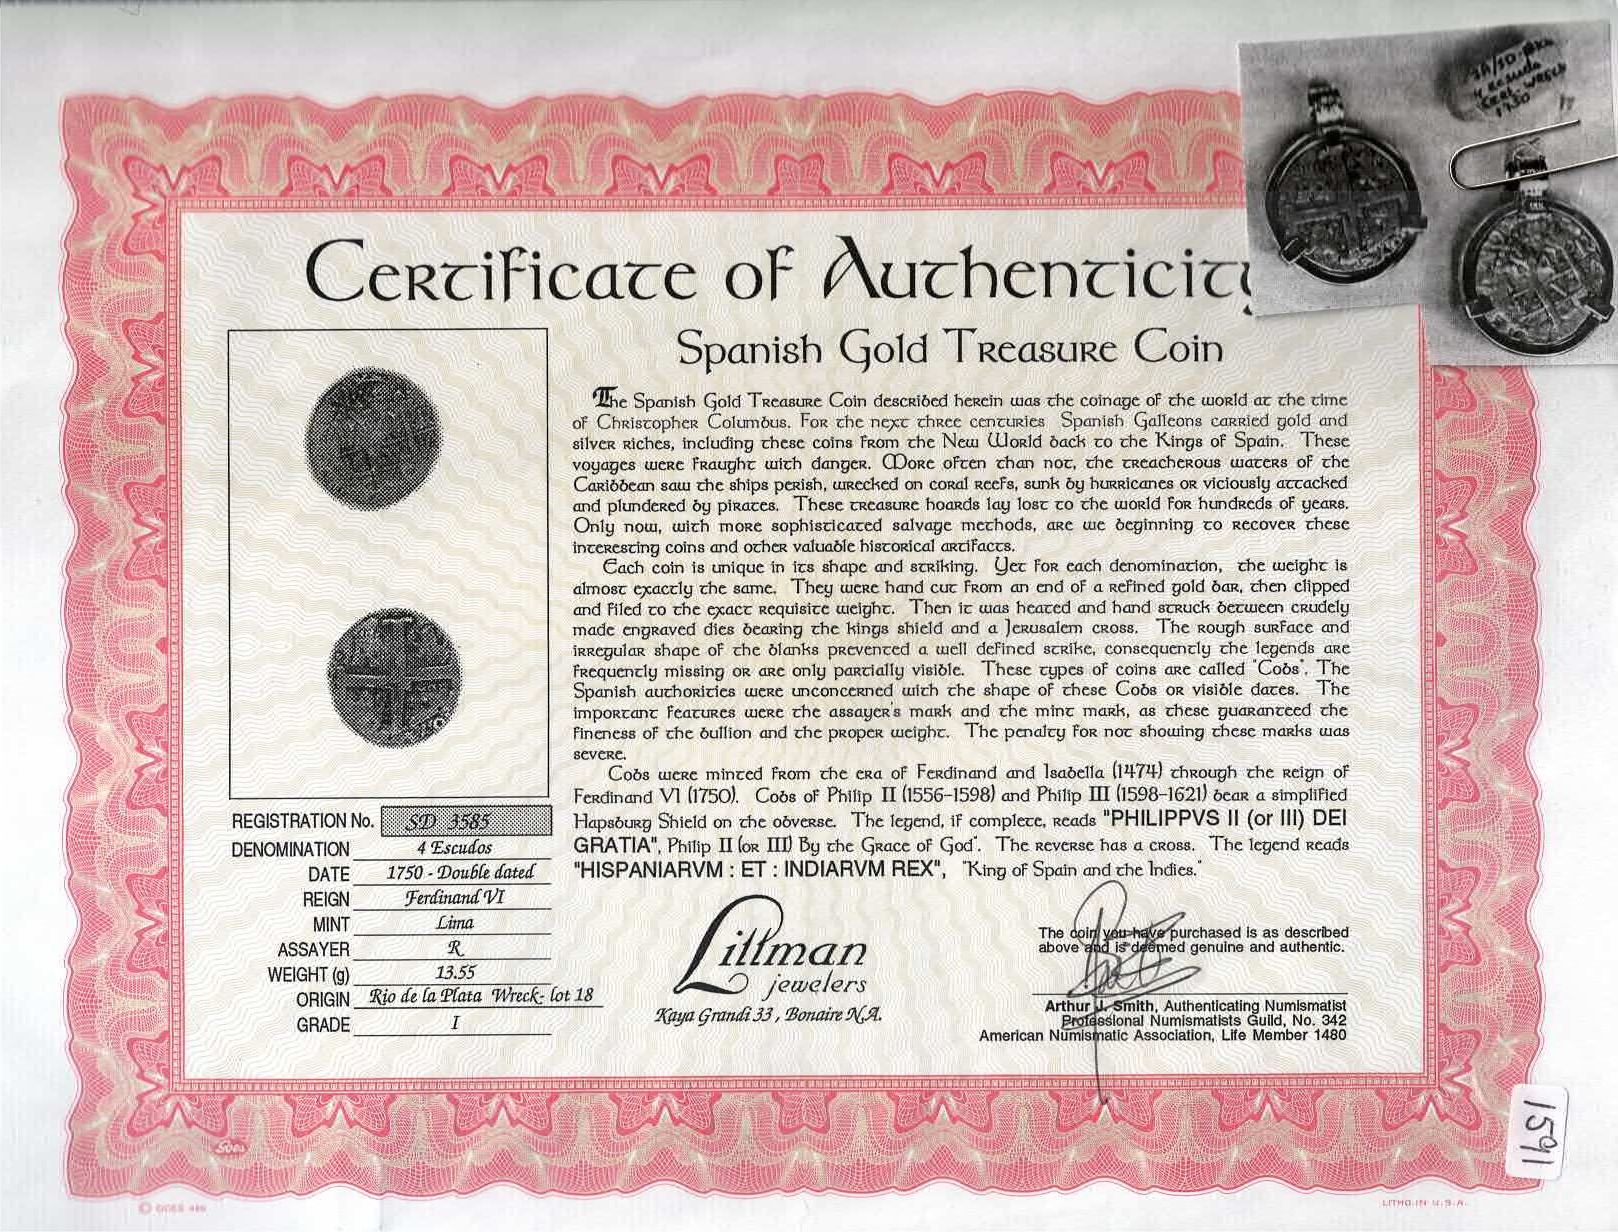 Certificate of Authenticit
Spanish Gold Treasure Coin
The Spanish Gold Treasure Coin described herein was the coinage of the world at the time
of Christopher Columbus. For the next three centuries Spanish Galleons carried gold and
silver riches, including these coins from the New World back to the Kings of Spain. These
voyages were fraught with danger. More often than not, the treacherous waters of the
Caribbean saw the ships perish, wrecked on coral reefs, sunk by hurricanes or viciously attacked
and plundered by pirates. These treasure hoards lay lost to the world for hundreds of years.
Only now, with more sophisticated salvage methods, are we beginning to recover these
interesting coins and other valuable historical artifacts.
Each coin is unique in its shape and striking. Yet for each denomination, the weight is
almost exactly the same. They were hand cut from an end of a refined gold bar, then clipped
and filed to the exact requisite weight. Then it was heated and hand struck between crudely
made engraved dies bearing the kings shield and a Jerusalem cross. The rough surface and
irregular shape of the blanks prevented a well defined strike, consequently the legends are
frequently missing or are only partially visible. These types of coins are called "Cobs". The
Spanish authorities were unconcerned with the shape of these Cobs or visible dates. The
important features were the assayer's mark and the mint mark, as these guaranteed the
fineness of the bullion and the proper weight. The penalty for not showing these marks was
severe.
Cobs were minted from the era of Ferdinand and Isabella (1474) through the reign of
Ferdinand VI (1750). Cobs of Philip II (1556-1598) and Philip III (1598-1621) bear a simplified
Hapsburg Shield on the obverse. The legend, if complete, reads "PHILIPPVS II (or III) DEI
GRATIA", Philip II (or III) By the Grace of God". The reverse has a cross. The legend reads
"HISPANIARVM : ET : INDIARVM REX", "King of Spain and the Indies."
REGISTRATION No. SD 3585
DENOMINATION 4 Escudos
DATE 1750 - Double dated
REIGN Ferdinand VI
MINT Lima
ASSAYER R
WEIGHT (g) 13.55
ORIGIN Rio de la Plata Wreck- lot 18
GRADE I
Lillman
jewelers
Kaya Grandi 33, Bonaire N.A.
The coin you have purchased is as described
above and is deemed genuine and authentic.
Arthur J. Smith, Authenticating Numismatist
Professional Numismatists Guild, No. 342
American Numismatic Association, Life Member 1480
1591
Goes
© GOES 486
LITHO. IN U.S.A.